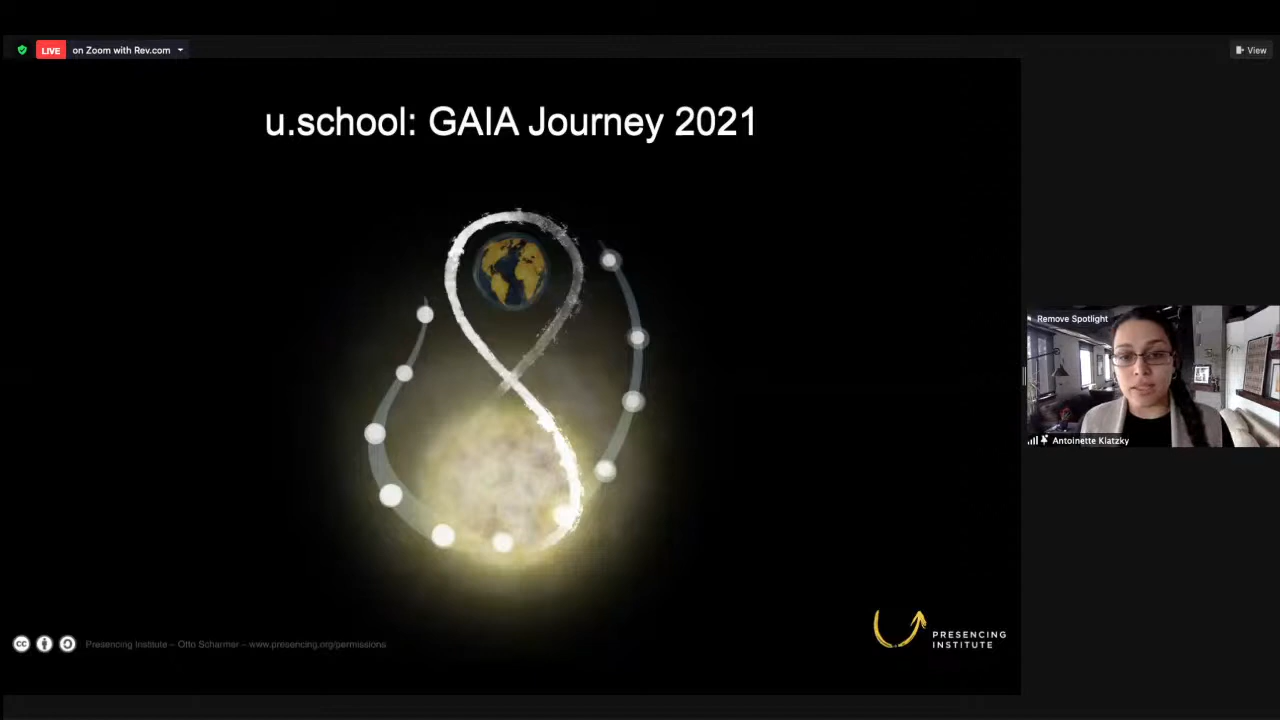 LIVE on Zoom with Rev.com
View
u.school: GAIA Journey 2021
Remove Spotlight
Antoinette Klatzky
cc
Presencing Institute – Otto Scharmer – www.presencing.org/permissions
PRESENCING
INSTITUTE